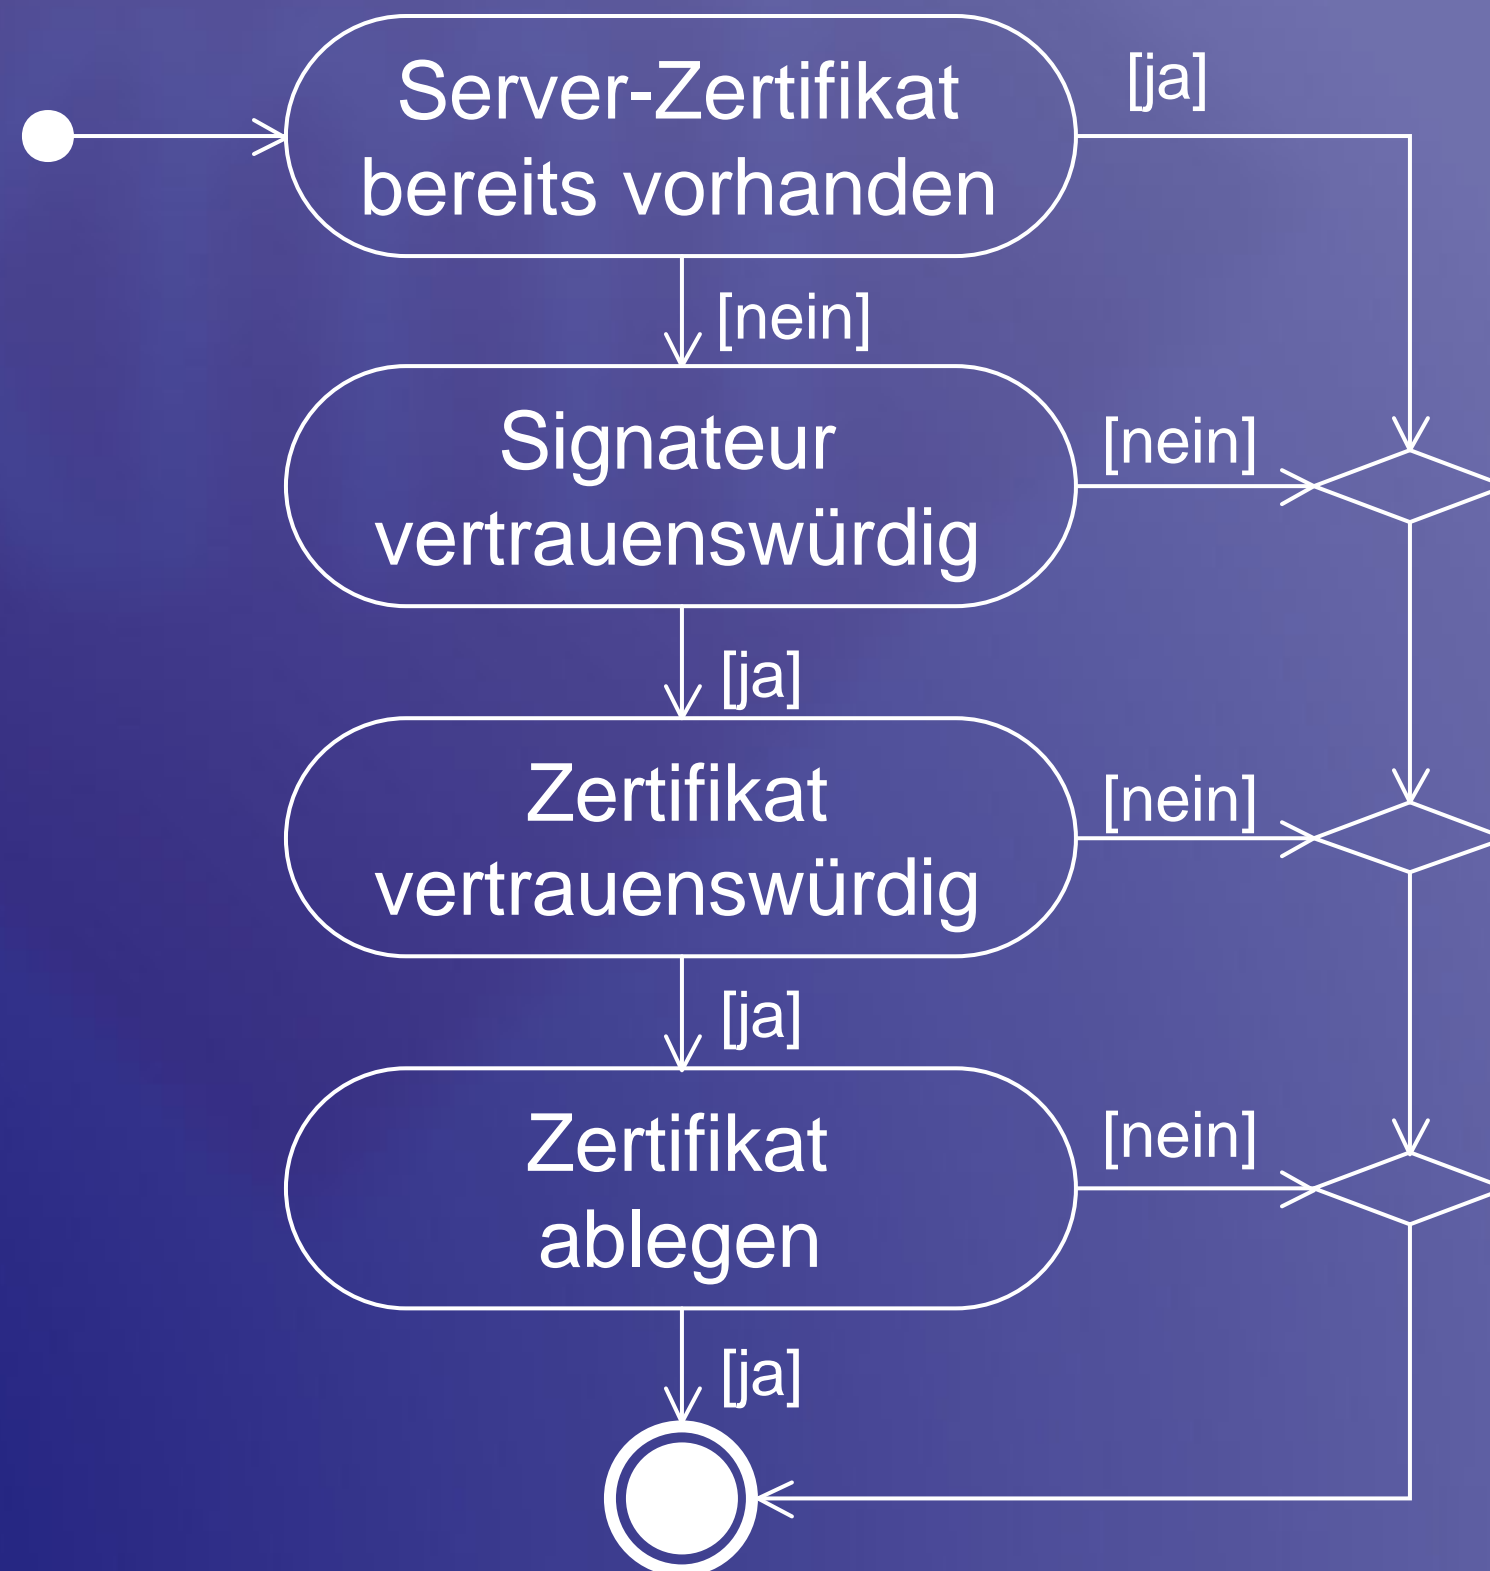 Server-Zertifikat
bereits vorhanden
[ja]
[nein]
Signateur
vertrauenswürdig
[nein]
[ja]
Zertifikat
vertrauenswürdig
[nein]
[ja]
Zertifikat
ablegen
[nein]
[ja]